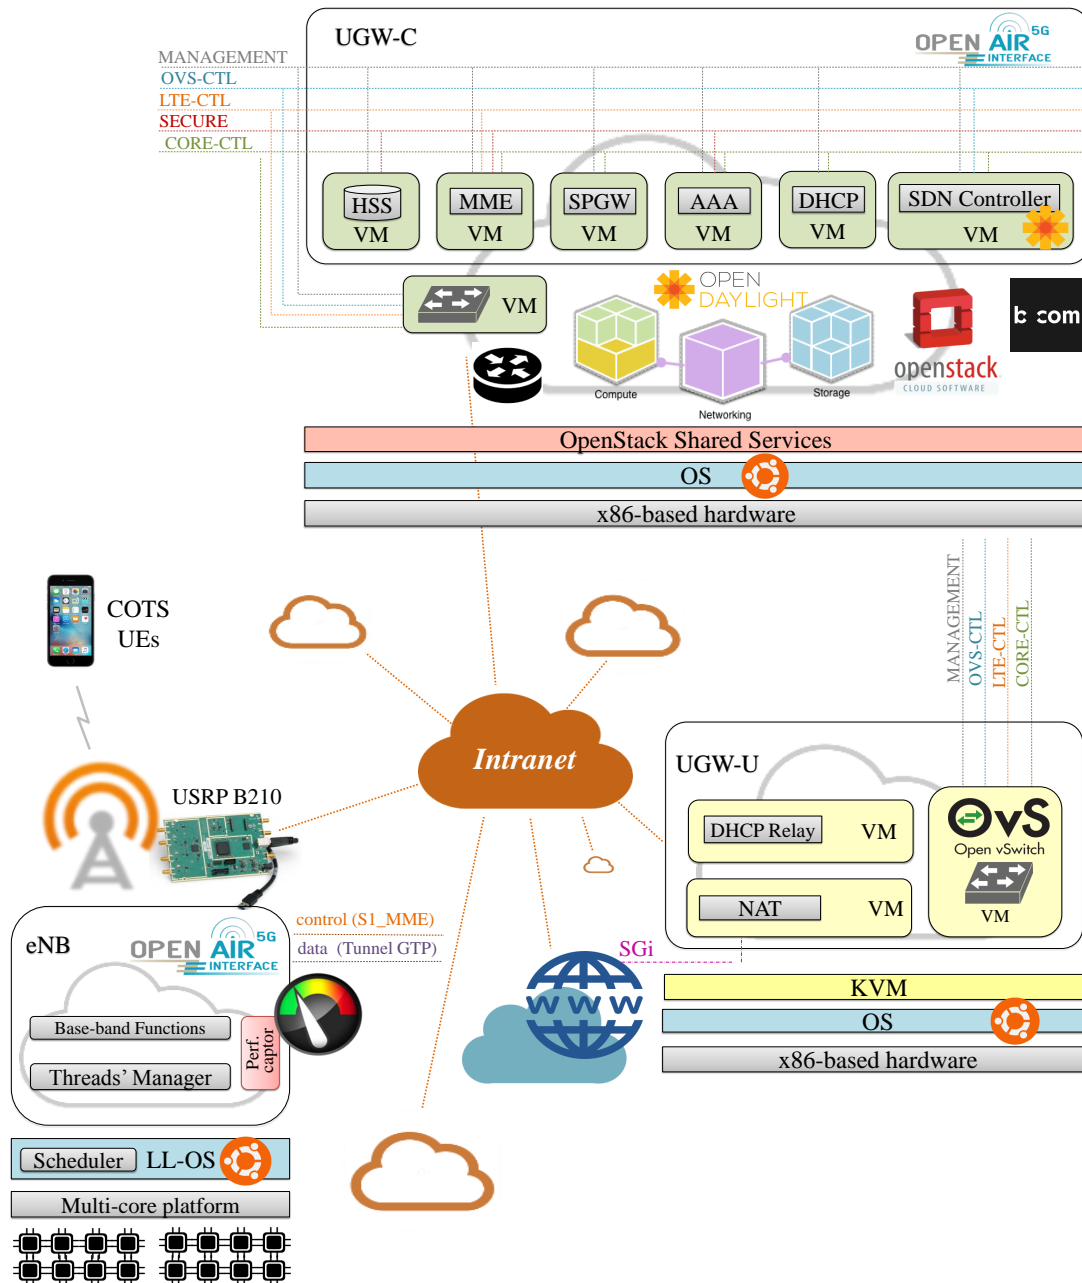 UGW-C
OPEN AIR 5G
INTERFACE
MANAGEMENT
OVS-CTL
LTE-CTL
SECURE
CORE-CTL
HSS
VM
MME
VM
SPGW
VM
AAA
VM
DHCP
VM
SDN Controller
VM
VM
OPEN
DAYLIGHT
Compute
Networking
Storage
openstack
CLOUD SOFTWARE
b com
OpenStack Shared Services
OS
x86-based hardware
COTS
UEs
MANAGEMENT
OVS-CTL
LTE-CTL
CORE-CTL
Intranet
USRP B210
UGW-U
DHCP Relay
VM
NAT
VM
OvS
Open vSwitch
VM
eNB
OPEN AIR 5G
INTERFACE
control (S1_MME)
data (Tunnel GTP)
SGi
www
Base-band Functions
Threads' Manager
Perf.
captor
KVM
OS
x86-based hardware
Scheduler
LL-OS
Multi-core platform